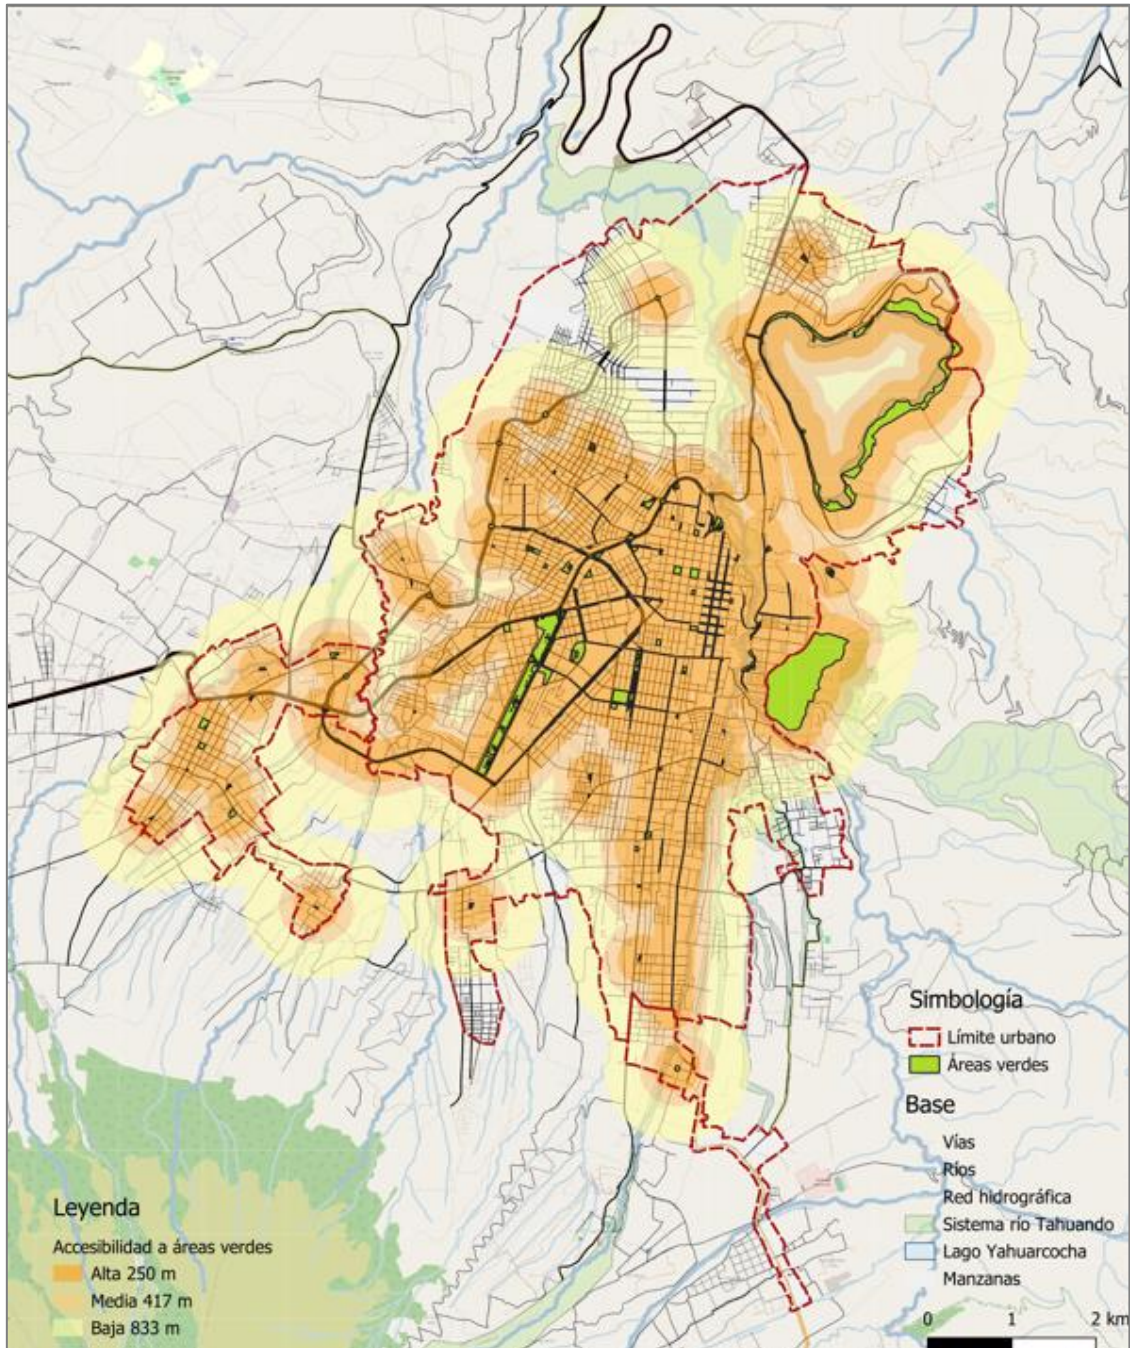 Simbología
Límite urbano
Áreas verdes
Base
Vías
Ríos
Red hidrográfica
Sistema río Tahuando
Lago Yahuarcocha
Manzanas
0 1 2 km
Leyenda
Accesibilidad a áreas verdes
Alta 250 m
Media 417 m
Baja 833 m